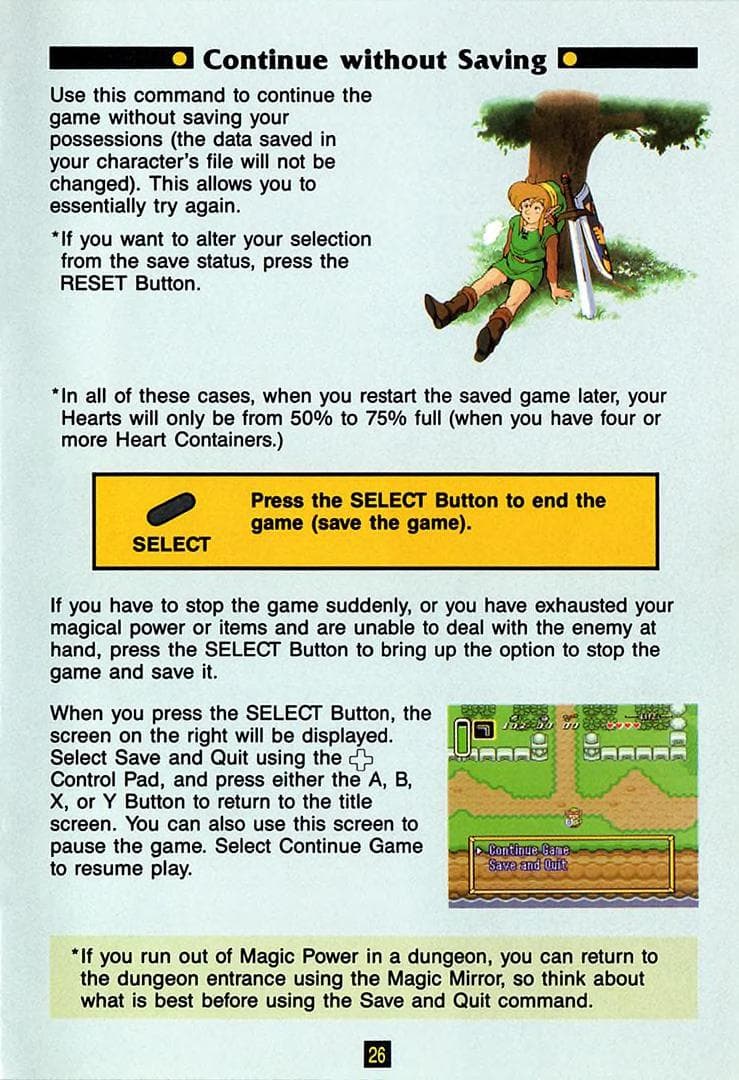 Continue without Saving
Use this command to continue the
game without saving your
possessions (the data saved in
your character's file will not be
changed). This allows you to
essentially try again.
*If you want to alter your selection
from the save status, press the
RESET Button.
*In all of these cases, when you restart the saved game later, your
Hearts will only be from 50% to 75% full (when you have four or
more Heart Containers.)
Press the SELECT Button to end the
game (save the game).
SELECT
If you have to stop the game suddenly, or you have exhausted your
magical power or items and are unable to deal with the enemy at
hand, press the SELECT Button to bring up the option to stop the
game and save it.
When you press the SELECT Button, the
screen on the right will be displayed.
Select Save and Quit using the
Control Pad, and press either the A, B,
X, or Y Button to return to the title
screen. You can also use this screen to
pause the game. Select Continue Game
to resume play.
Continue Game
Save and Quit
*If you run out of Magic Power in a dungeon, you can return to
the dungeon entrance using the Magic Mirror, so think about
what is best before using the Save and Quit command.
26